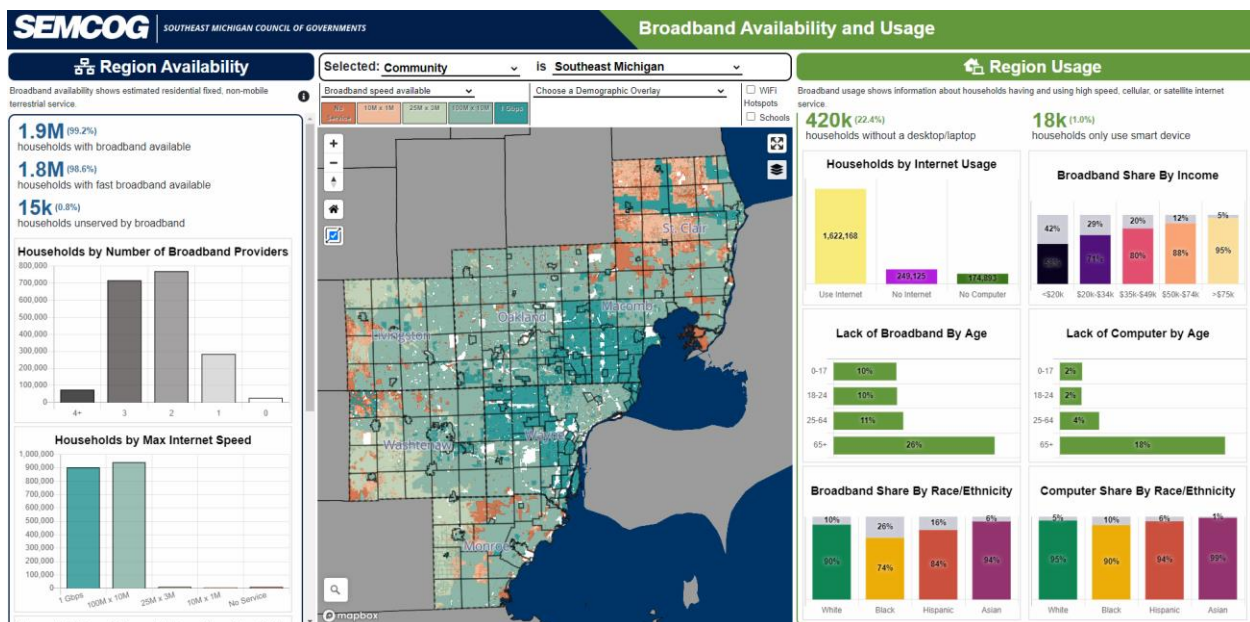 SEMCOG
SOUTHEAST MICHIGAN COUNCIL OF GOVERNMENTS
Broadband Availability and Usage
Region Availability
Broadband availability shows estimated residential fixed, non-mobile
terrestrial service.
1.9M (99.2%)
households with broadband available
1.8M (98.6%)
households with fast broadband available
15k (0.8%)
households unserved by broadband
Households by Number of Broadband Providers
800,000
700,000
600,000
500,000
400,000
300,000
200,000
100,000
0
4+ 3 2 1 0
Households by Max Internet Speed
1,000,000
900,000
800,000
700,000
600,000
500,000
400,000
300,000
200,000
100,000
0
1 Gbps 100M x 10M 25M x 3M 10M x 1M No Service
Selected: Community is Southeast Michigan
Broadband speed available
Choose a Demographic Overlay
WiFi
Hotspots
Schools
No
Service
10M x 1M 25M x 3M 100M x 10M 1 Gbps
St. Clair
Macomb
Oakland
Livingston
Washtenaw
Wayne
Monroe
mapbox
Region Usage
Broadband usage shows information about households having and using high speed, cellular, or satellite internet
service.
420k (22.4%)
households without a desktop/laptop
18k (1.0%)
households only use smart device
Households by Internet Usage
1,622,168
249,125
Use Internet No Internet No Computer
Broadband Share By Income
42% 29% 20% 12% 5%
71% 80% 88% 95%
<$20k $20k-$34k $35k-$49k $50k-$74k >$75k
Lack of Broadband By Age
0-17 10%
18-24 10%
25-64 11%
65+ 26%
Lack of Computer by Age
0-17 2%
18-24 2%
25-64 4%
65+ 18%
Broadband Share By Race/Ethnicity
10% 26% 16% 6%
90% 74% 84% 94%
White Black Hispanic Asian
Computer Share By Race/Ethnicity
5% 10% 6% 1%
95% 90% 94% 99%
White Black Hispanic Asian